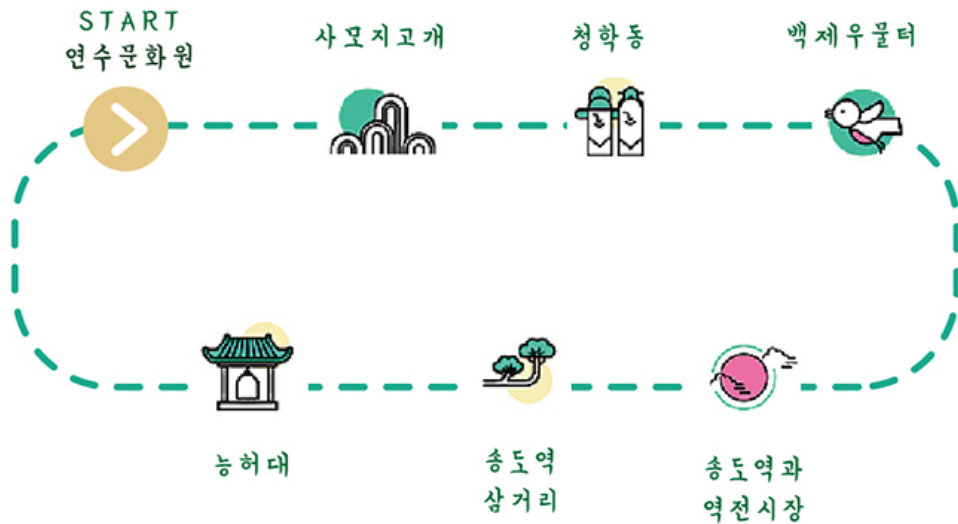 START
연수문화원
사모지고개
청학동
백제우물터
능허대
송도역
삼거리
송도역과
역전시장